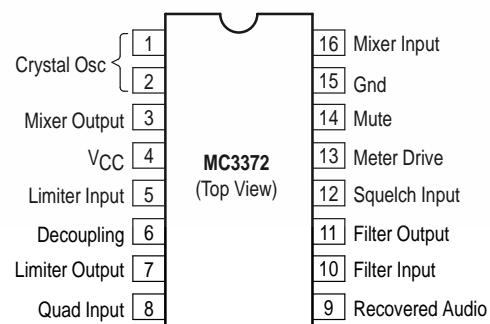 Crystal Osc
1
2
Mixer Output 3
VCC 4
Limiter Input 5
Decoupling 6
Limiter Output 7
Quad Input 8
MC3372
(Top View)
16 Mixer Input
15 Gnd
14 Mute
13 Meter Drive
12 Squelch Input
11 Filter Output
10 Filter Input
9 Recovered Audio